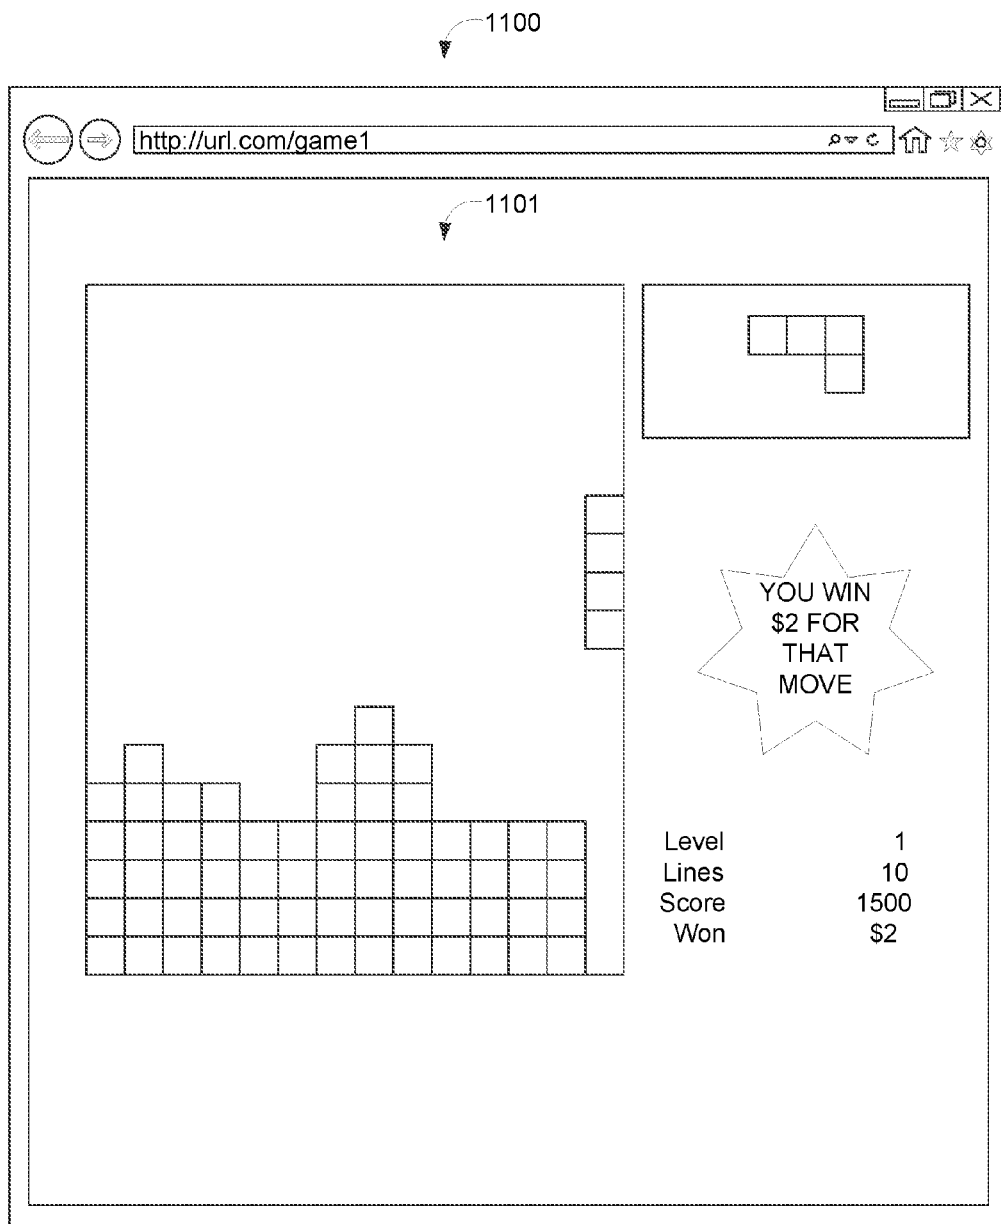 1100
http://url.com/game1
1101
YOU WIN
$2 FOR
THAT
MOVE
Level 1
Lines 10
Score 1500
Won $2